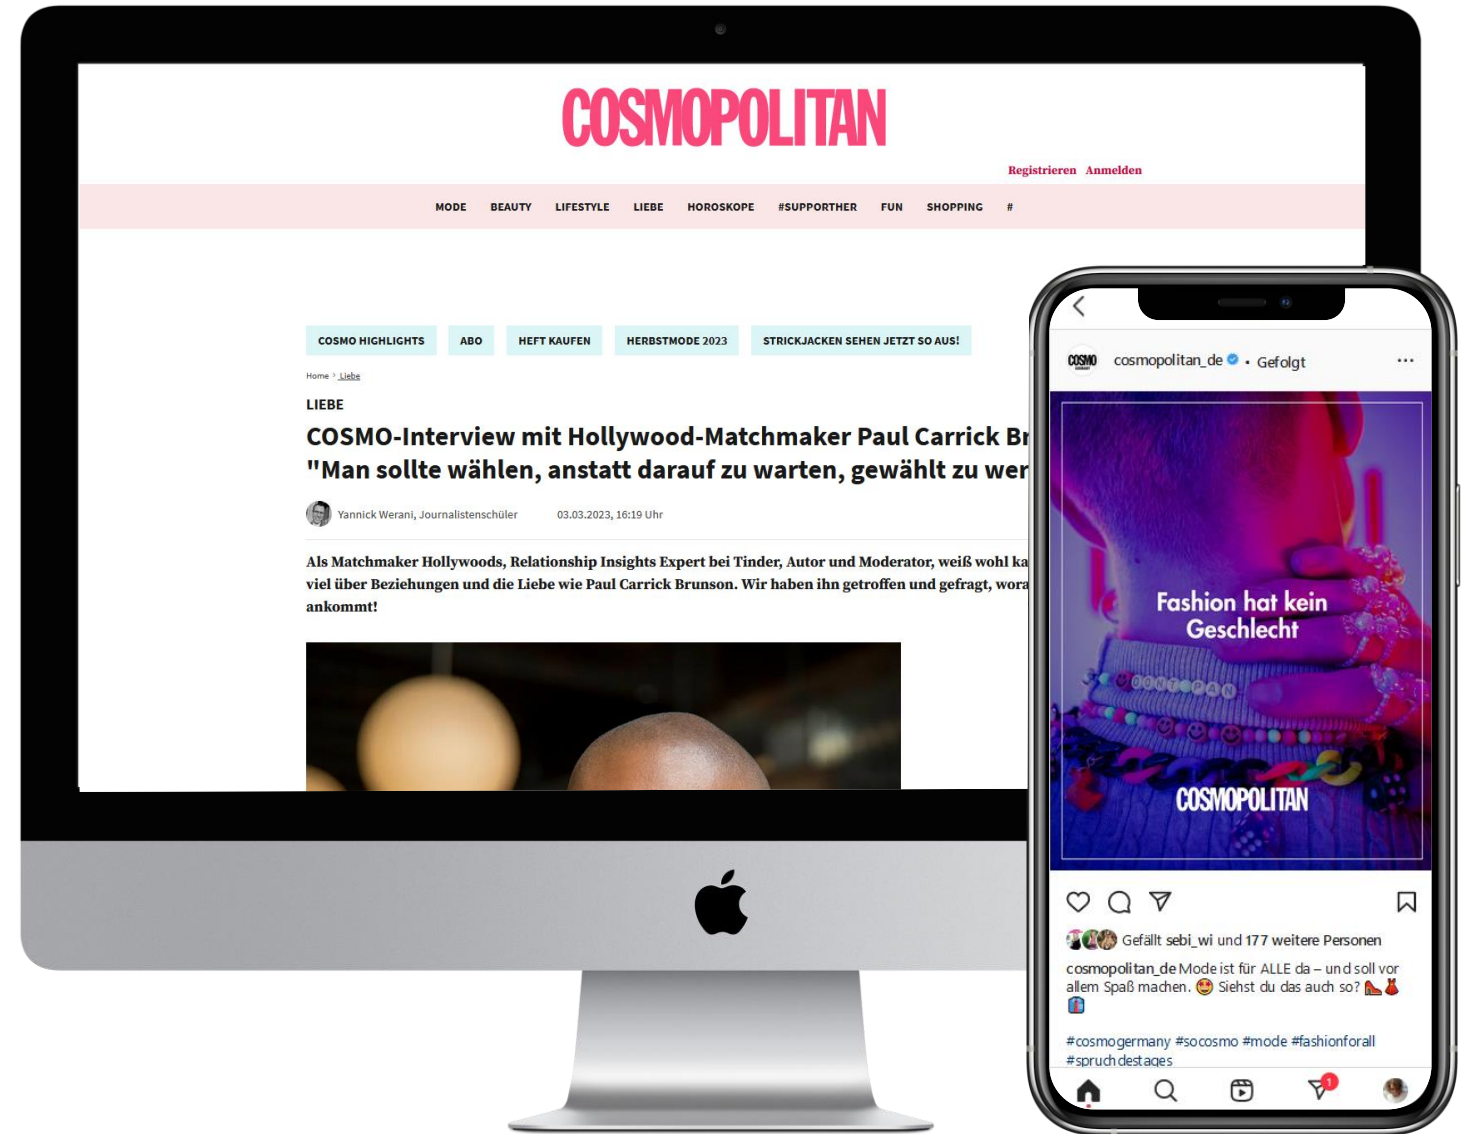 COSMOPOLITAN
Registrieren Anmelden
MODE BEAUTY LIFESTYLE LIEBE HOROSKOPE #SUPPORTHER FUN SHOPPING #
COSMO HIGHLIGHTS ABO HEFT KAUFEN HERBSTMODE 2023 STRICKJACKEN SEHEN JETZT SO AUS!
Home > Liebe
LIEBE
COSMO-Interview mit Hollywood-Matchmaker Paul Carrick Br
"Man sollte wählen, anstatt darauf zu warten, gewählt zu wer
Yannick Werani, Journalistenschüler 03.03.2023, 16:19 Uhr
Als Matchmaker Hollywoods, Relationship Insights Expert bei Tinder, Autor und Moderator, weiß wohl ka
viel über Beziehungen und die Liebe wie Paul Carrick Brunson. Wir haben ihn getroffen und gefragt, wora
ankommt!
COSMO
cosmopolitan_de • Gefolgt
Fashion hat kein
Geschlecht
DONT PAN
COSMOPOLITAN
Gefällt sebi_wi und 177 weitere Personen
cosmopolitan_de Mode ist für ALLE da – und soll vor
allem Spaß machen. 🤩 Siehst du das auch so? 👠👗
👔
#cosmogermany #socosmo #mode #fashionforall
#spruchdestages
1